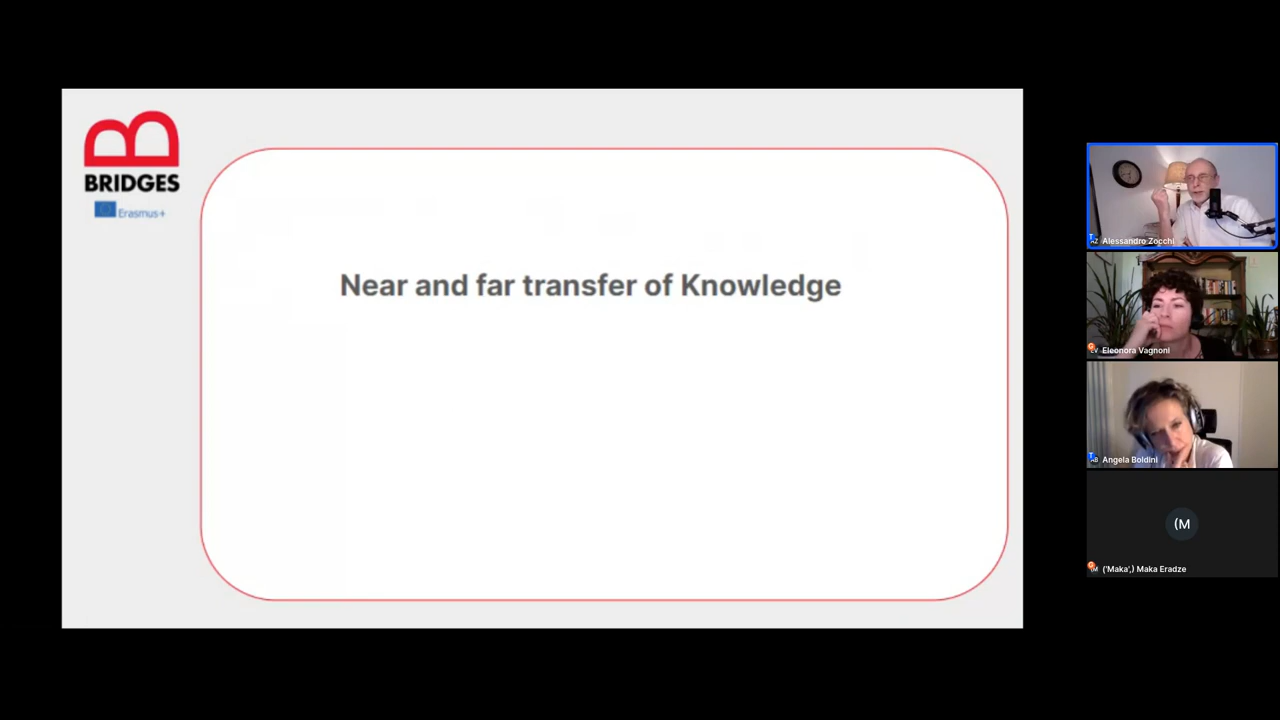 BRIDGES
Erasmus+
Near and far transfer of Knowledge
Alessandro Zocchi
Eleonora Vagnoni
Angela Boldini
(M
('Maka',) Maka Eradze